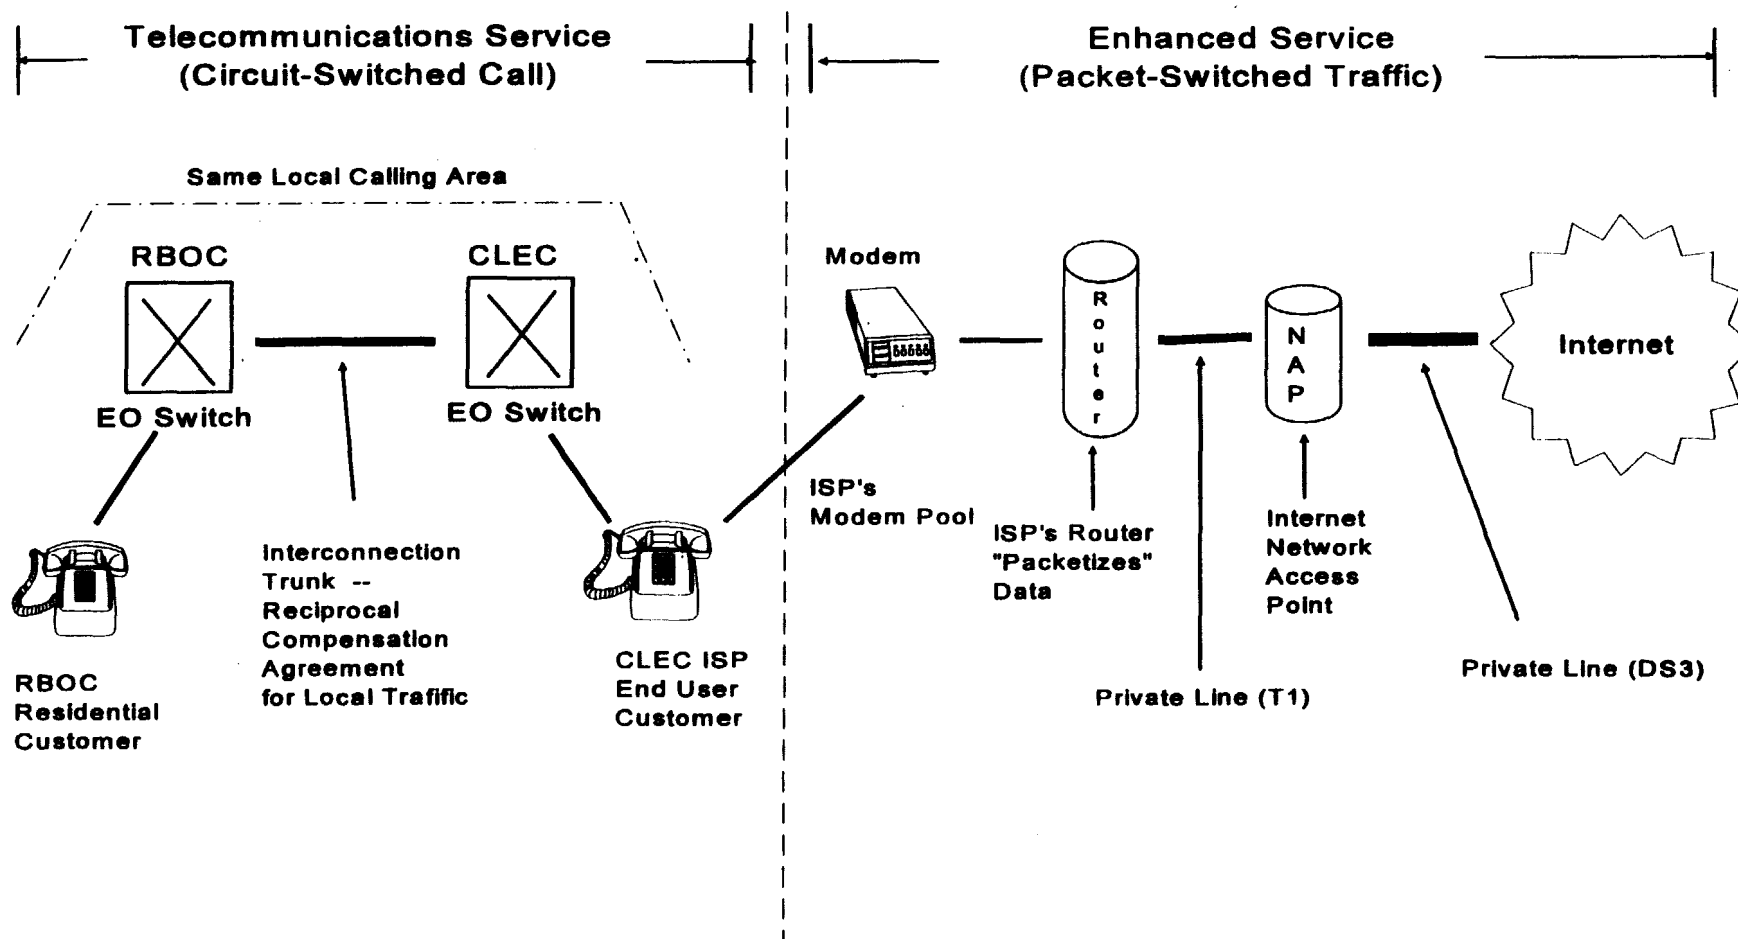 Telecommunications Service
(Circuit-Switched Call)
Enhanced Service
(Packet-Switched Traffic)
Same Local Calling Area
RBOC
EO Switch
CLEC
EO Switch
RBOC
Residential
Customer
Interconnection
Trunk --
Reciprocal
Compensation
Agreement
for Local Trafific
CLEC ISP
End User
Customer
Modem
ISP's
Modem Pool
Router
ISP's Router
"Packetizes"
Data
NAP
Internet
Network
Access
Point
Internet
Private Line (T1)
Private Line (DS3)